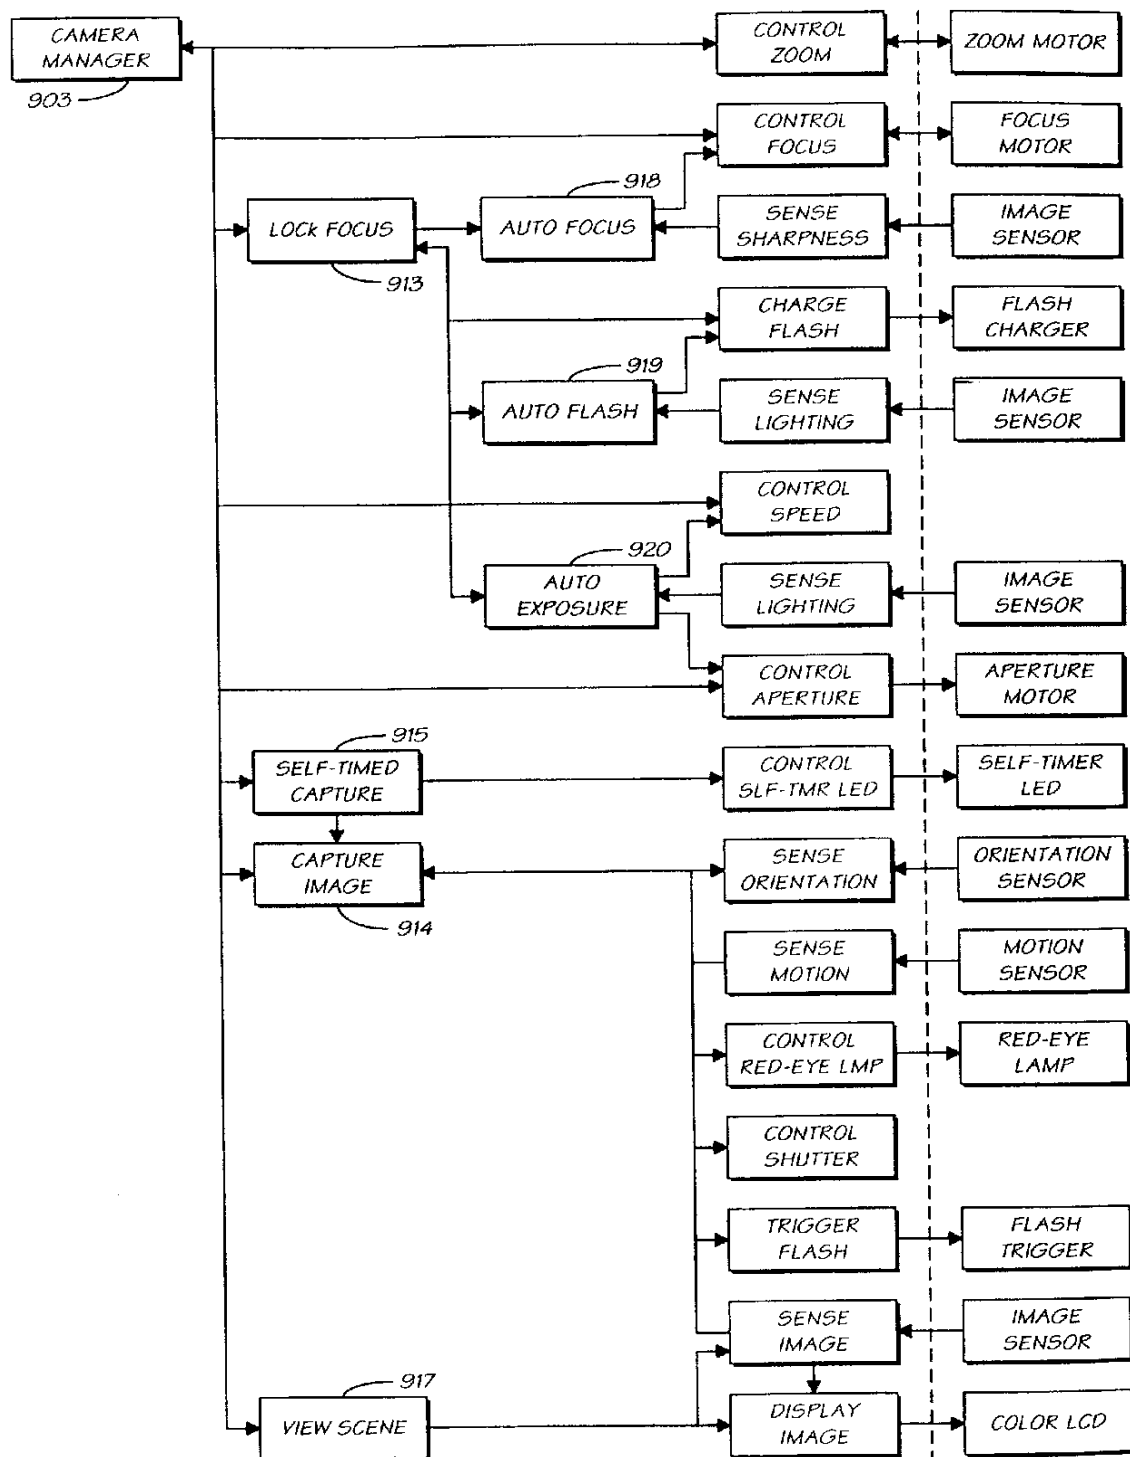 CAMERA
MANAGER
903
CONTROL
ZOOM
ZOOM MOTOR
CONTROL
FOCUS
FOCUS
MOTOR
918
LOCK FOCUS
913
AUTO FOCUS
SENSE
SHARPNESS
IMAGE
SENSOR
CHARGE
FLASH
FLASH
CHARGER
919
AUTO FLASH
SENSE
LIGHTING
IMAGE
SENSOR
CONTROL
SPEED
920
AUTO
EXPOSURE
SENSE
LIGHTING
IMAGE
SENSOR
CONTROL
APERTURE
APERTURE
MOTOR
915
SELF-TIMED
CAPTURE
CONTROL
SLF-TMR LED
SELF-TIMER
LED
CAPTURE
IMAGE
914
SENSE
ORIENTATION
ORIENTATION
SENSOR
SENSE
MOTION
MOTION
SENSOR
CONTROL
RED-EYE LMP
RED-EYE
LAMP
CONTROL
SHUTTER
TRIGGER
FLASH
FLASH
TRIGGER
SENSE
IMAGE
IMAGE
SENSOR
917
VIEW SCENE
DISPLAY
IMAGE
COLOR LCD